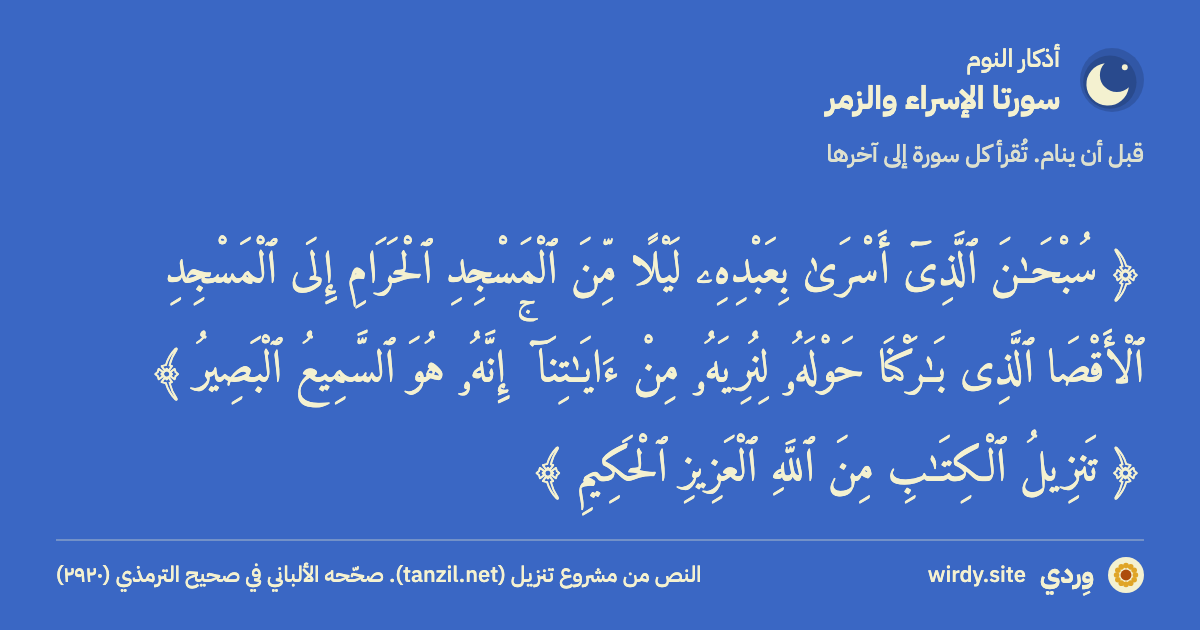 أذكار النوم
سورتا الإسراء والزمر
قبل أن ينام. تُقرأ كل سورة إلى آخرها
﴿ سُبْحَـٰنَ ٱلَّذِىٓ أَسْرَىٰ بِعَبْدِهِۦ لَيْلًا مِّنَ ٱلْمَسْجِدِ ٱلْحَرَامِ إِلَى ٱلْمَسْجِدِ
ٱلْأَقْصَا ٱلَّذِى بَـٰرَكْنَا حَوْلَهُۥ لِنُرِيَهُۥ مِنْ ءَايَـٰتِنَآ ۚ إِنَّهُۥ هُوَ ٱلسَّمِيعُ ٱلْبَصِيرُ ﴾
﴿ تَنزِيلُ ٱلْكِتَـٰبِ مِنَ ٱللَّهِ ٱلْعَزِيزِ ٱلْحَكِيمِ ﴾
وِردي wirdy.site
النص من مشروع تنزيل (tanzil.net). صحّحه الألباني في صحيح الترمذي (٢٩٢٠)